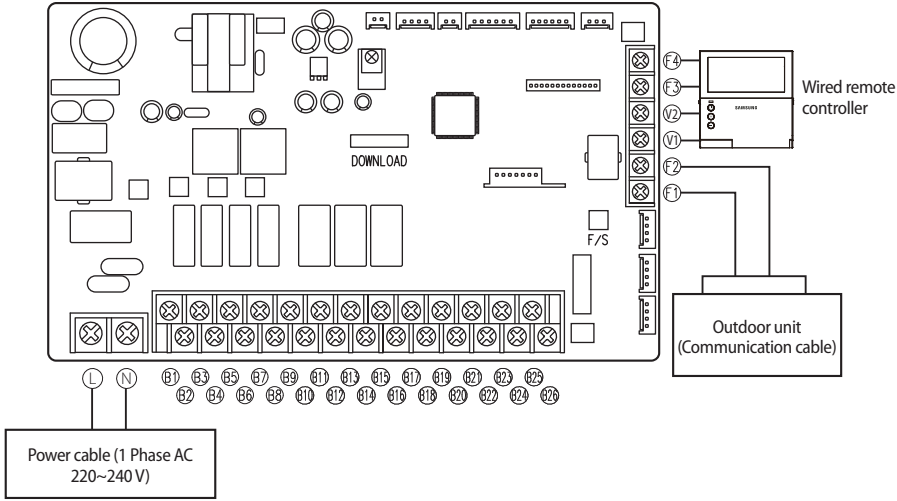 F4
F3
Wired remote
controller
SAMSUNG
V2
V1
DOWNLOAD
F2
F1
F/S
Outdoor unit
(Communication cable)
L N
B1 B3 B5 B7 B9 B11 B13 B15 B17 B19 B21 B23 B25
B2 B4 B6 B8 B10 B12 B14 B16 B18 B20 B22 B24 B26
Power cable (1 Phase AC
220~240 V)